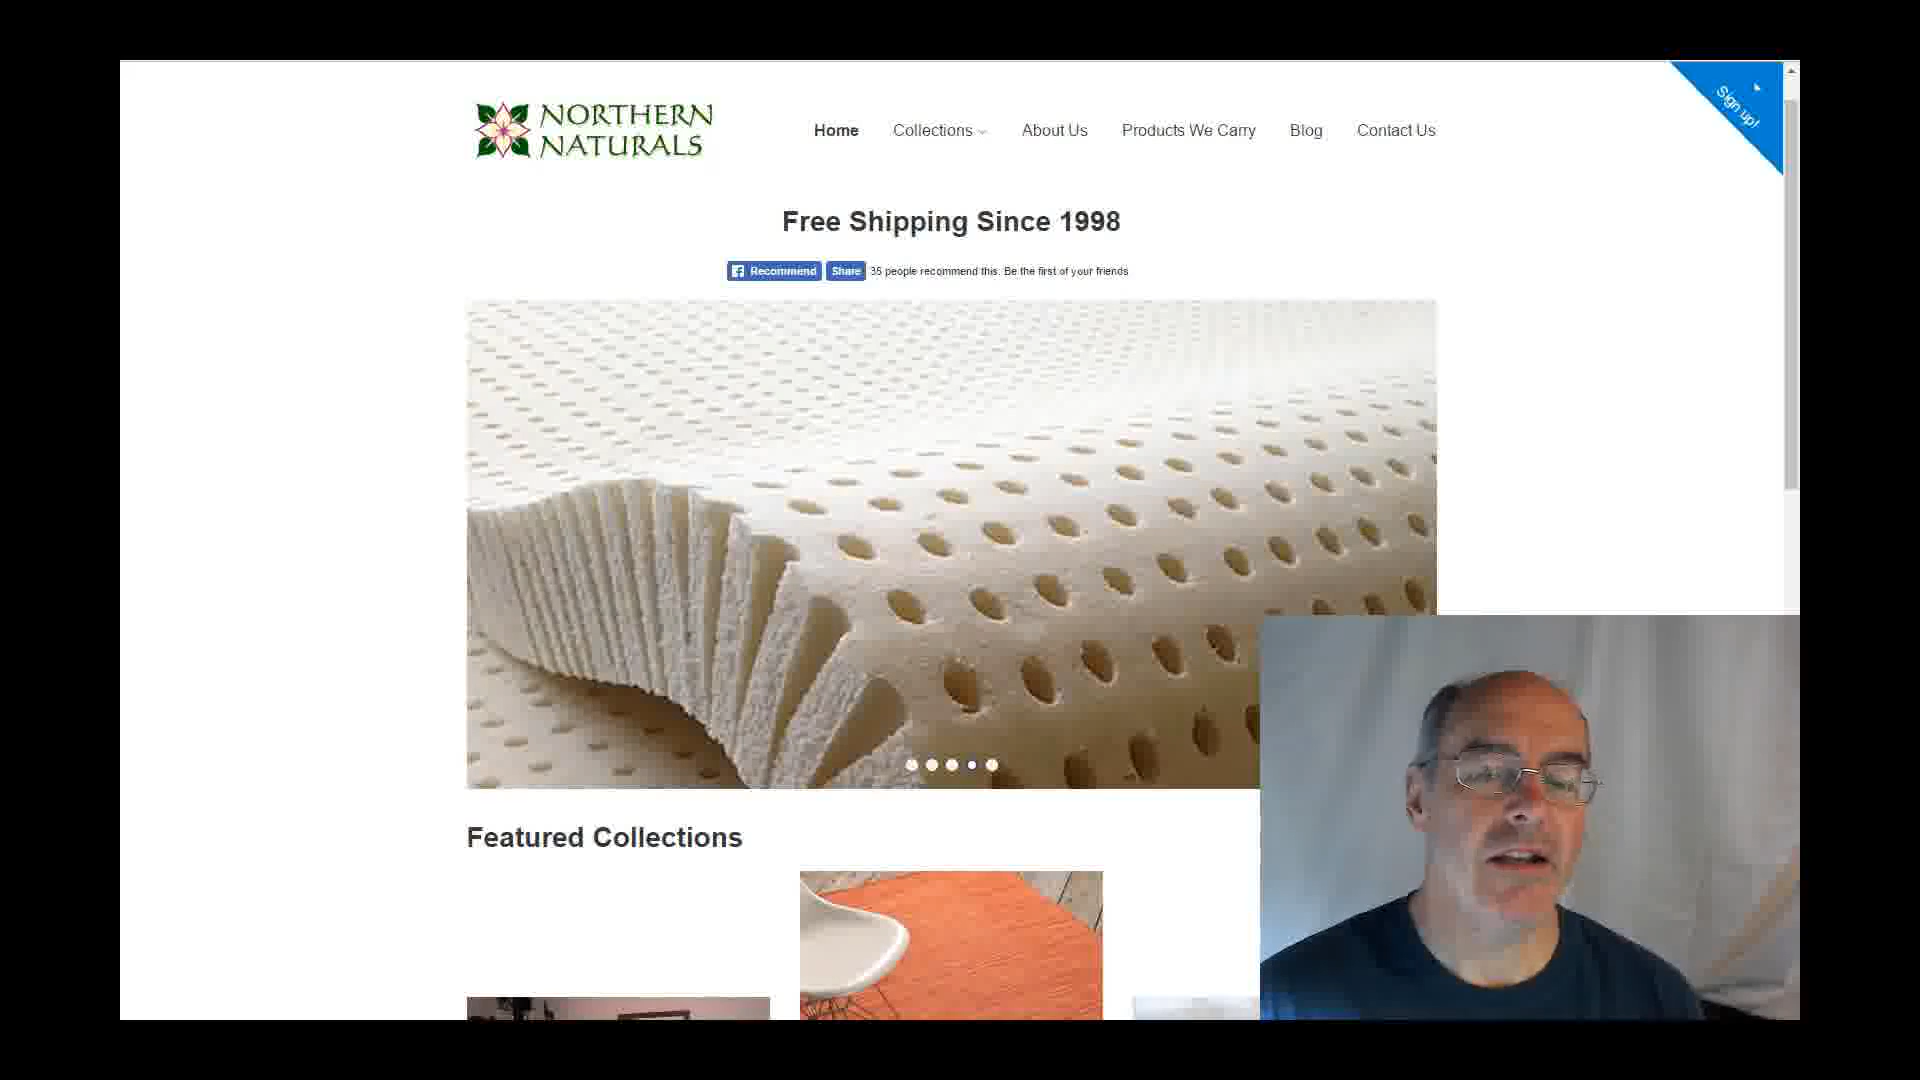 NORTHERN
NATURALS
Home Collections About Us Products We Carry Blog Contact Us
Sign up!
Free Shipping Since 1998
Recommend Share 35 people recommend this. Be the first of your friends
Featured Collections